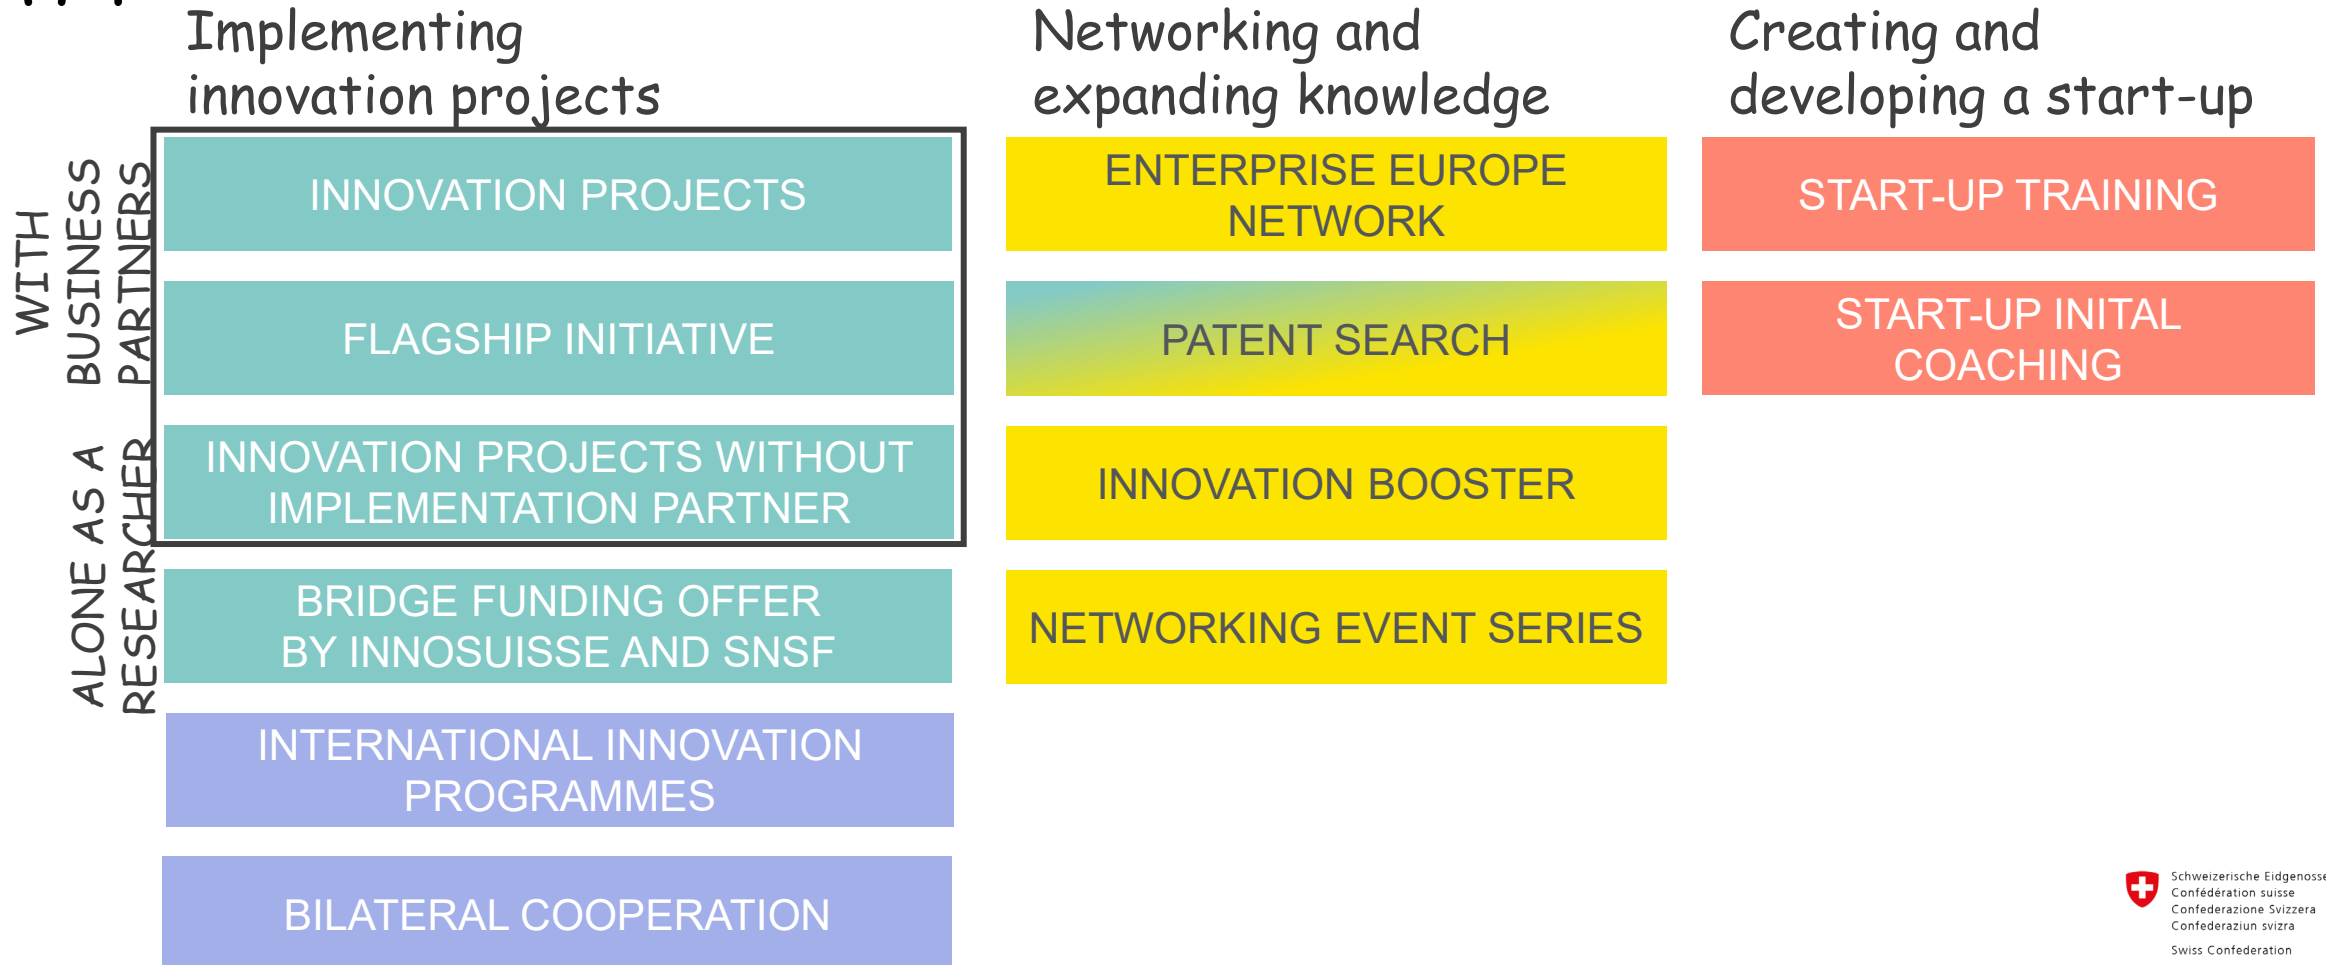 Implementing
innovation projects
WITH
BUSINESS
PARTNERS
INNOVATION PROJECTS
FLAGSHIP INITIATIVE
ALONE AS A
RESEARCHER
INNOVATION PROJECTS WITHOUT
IMPLEMENTATION PARTNER
BRIDGE FUNDING OFFER
BY INNOSUISSE AND SNSF
INTERNATIONAL INNOVATION
PROGRAMMES
BILATERAL COOPERATION
Networking and
expanding knowledge
ENTERPRISE EUROPE
NETWORK
PATENT SEARCH
INNOVATION BOOSTER
NETWORKING EVENT SERIES
Creating and
developing a start-up
START-UP TRAINING
START-UP INITAL
COACHING
Schweizerische Eidgenosse
Confédération suisse
Confederazione Svizzera
Confederaziun svizra
Swiss Confederation